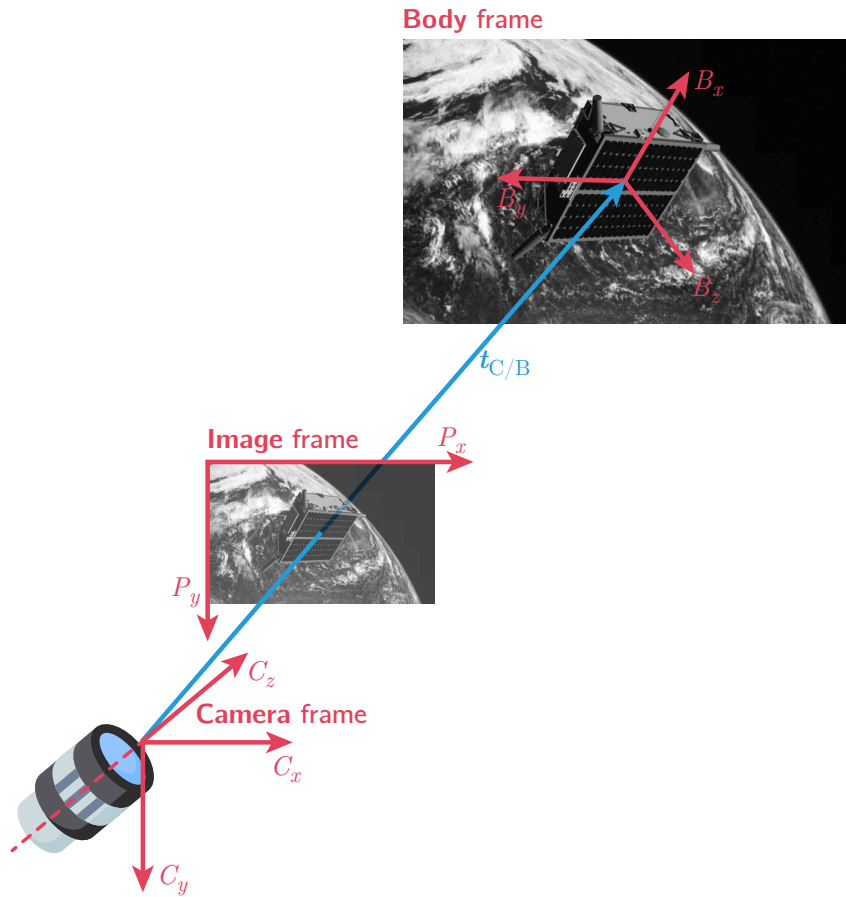 Body frame
B_x
B_y
B_z
t_C/B
Image frame
P_x
P_y
C_z
Camera frame
C_x
C_y